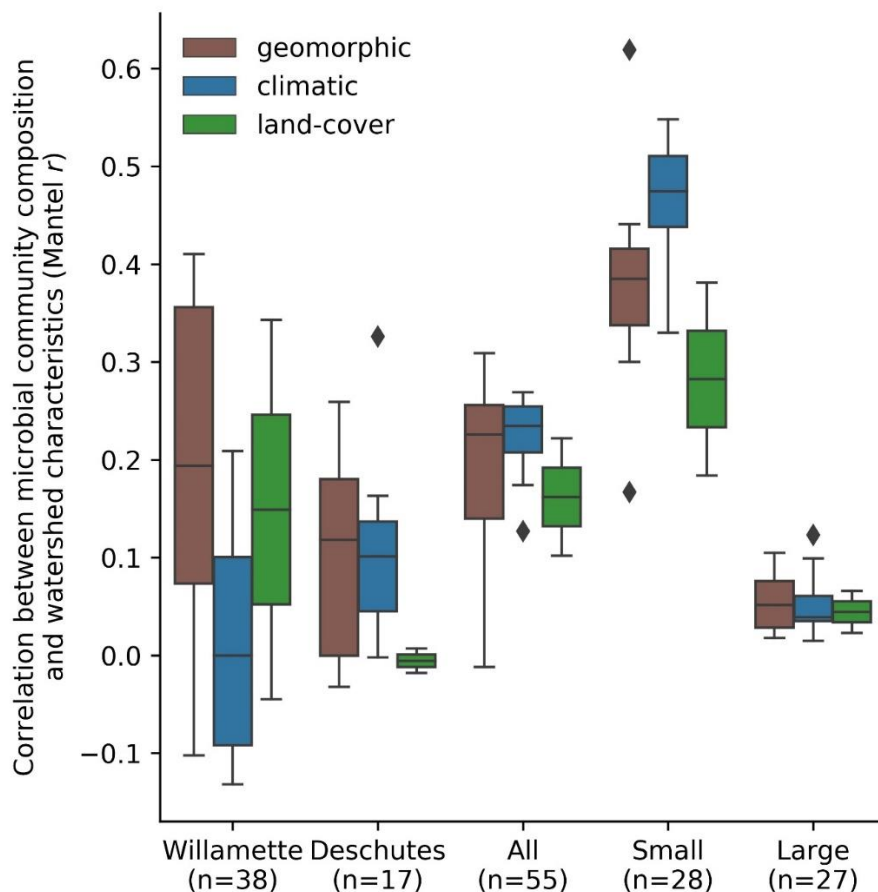 Correlation between microbial community composition
and watershed characteristics (Mantel r)
geomorphic
climatic
land-cover
0.6
0.5
0.4
0.3
0.2
0.1
0.0
−0.1
Willamette Deschutes All Small Large
(n=38) (n=17) (n=55) (n=28) (n=27)